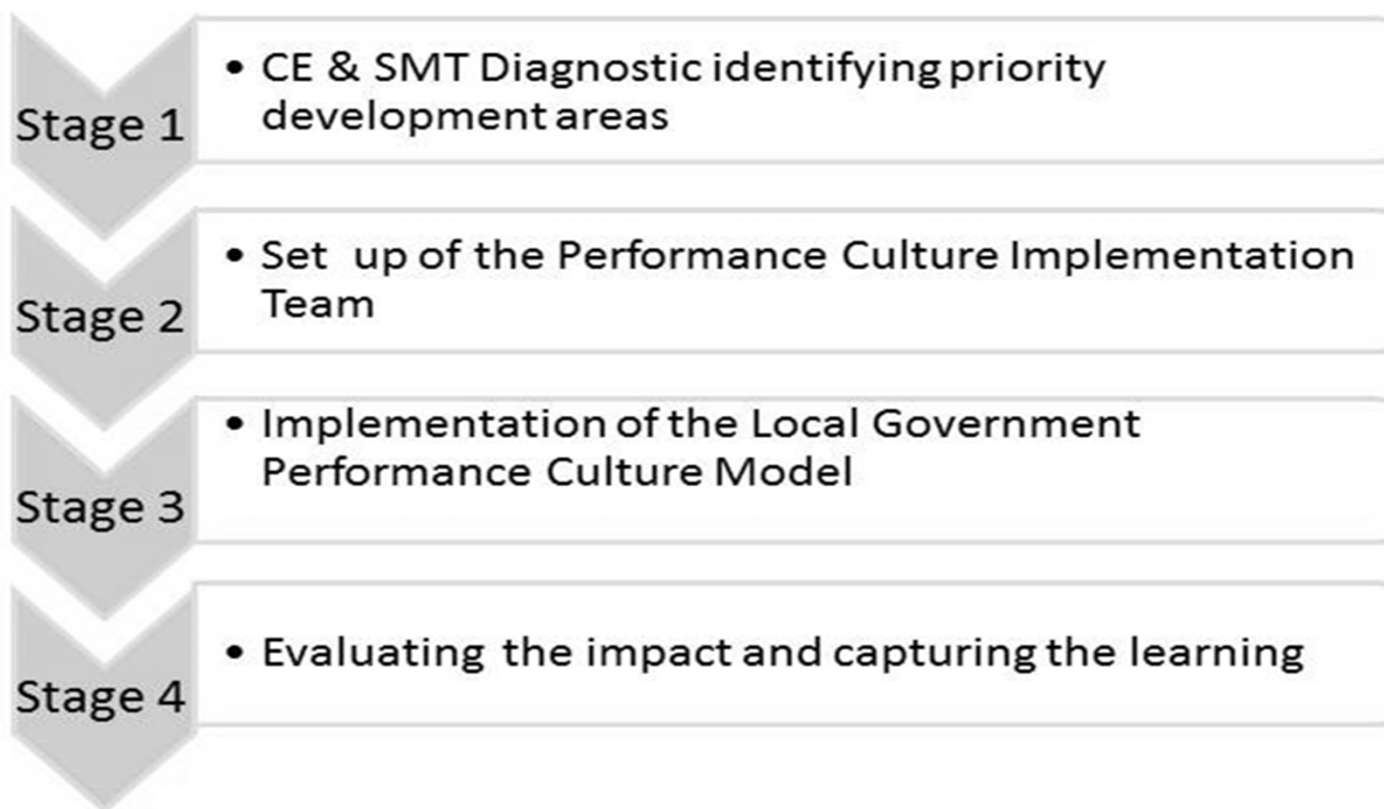 Stage 1
• CE & SMT Diagnostic identifying priority
development areas
Stage 2
• Set up of the Performance Culture Implementation
Team
Stage 3
• Implementation of the Local Government
Performance Culture Model
Stage 4
• Evaluating the impact and capturing the learning